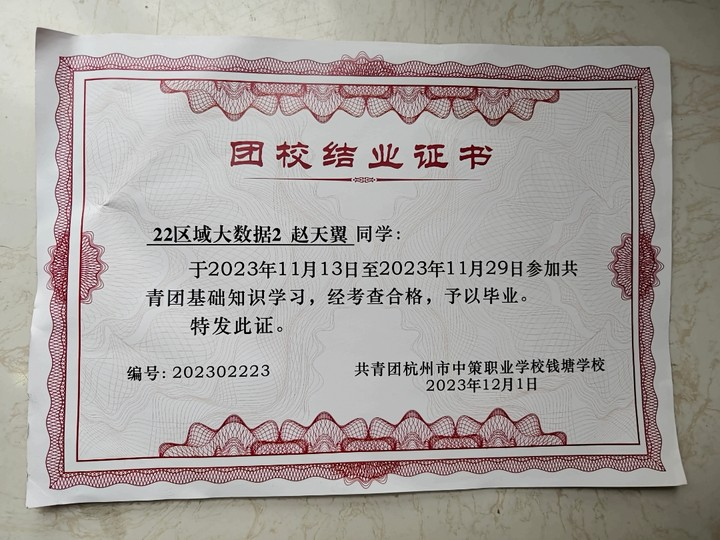 团校结业证书
22区域大数据2 赵天翼 同学：
于2023年11月13日至2023年11月29日参加共
青团基础知识学习，经考查合格，予以毕业。
特发此证。
编号: 202302223
共青团杭州市中策职业学校钱塘学校
2023年12月1日